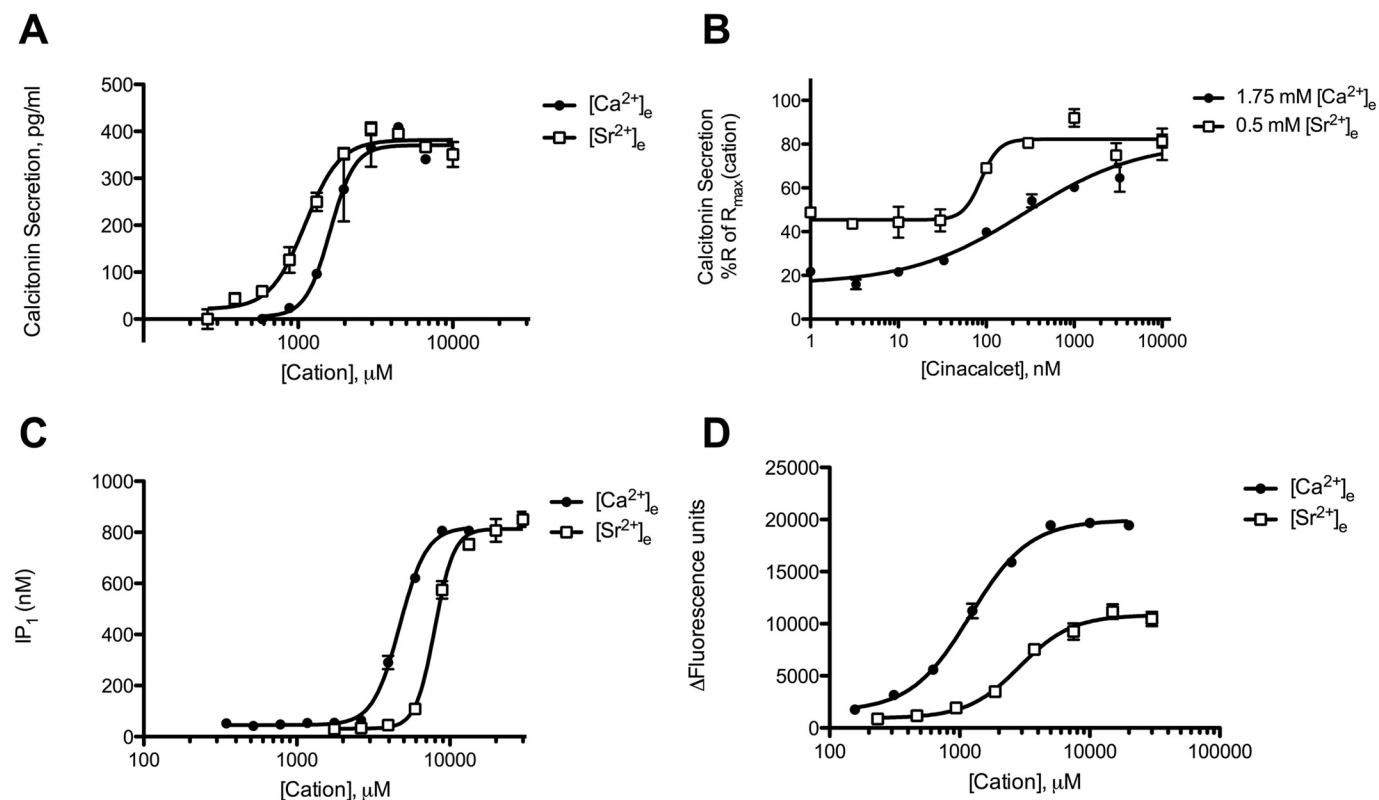 A
Calcitonin Secretion, pg/ml
500
400
300
200
100
0
1000
10000
[Cation], μM
[Ca2+]e
[Sr2+]e
B
Calcitonin Secretion
%R of Rmax(cation)
100
80
60
40
20
0
1
10
100
1000
10000
[Cinacalcet], nM
1.75 mM [Ca2+]e
0.5 mM [Sr2+]e
C
IP1 (nM)
1000
800
600
400
200
0
100
1000
10000
[Cation], μM
[Ca2+]e
[Sr2+]e
D
ΔFluorescence units
25000
20000
15000
10000
5000
0
100
1000
10000
100000
[Cation], μM
[Ca2+]e
[Sr2+]e